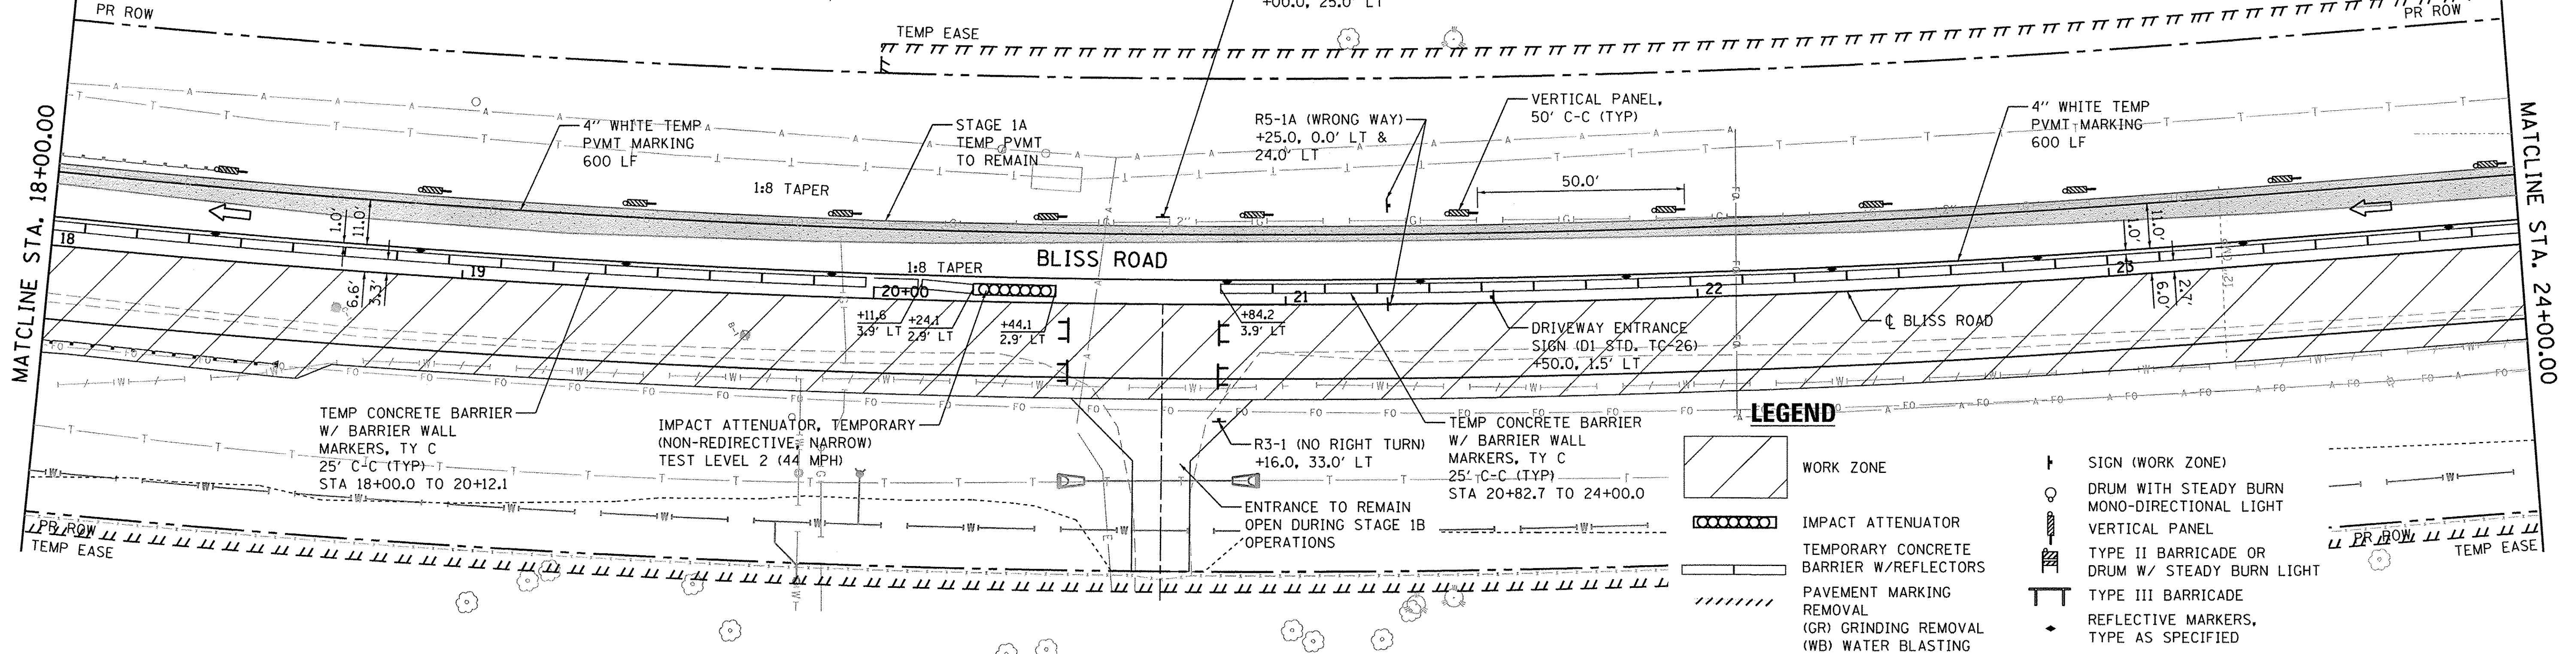 PR ROW
+00.0, 25.0' LT
PR ROW
TEMP EASE
MATCLINE STA. 18+00.00
MATCLINE STA. 24+00.00
4" WHITE TEMP
PVMT MARKING
600 LF
STAGE 1A
TEMP PVMT
TO REMAIN
R5-1A (WRONG WAY)
+25.0, 0.0' LT &
24.0' LT
VERTICAL PANEL,
50' C-C (TYP)
4" WHITE TEMP
PVMT MARKING
600 LF
1:8 TAPER
50.0'
1.0'
11.0'
11.0'
1.0'
BLISS ROAD
1:8 TAPER
18
19
20+00
21
22
23
6.6'
3.3'
6.0'
2.7'
+11.6
3.9' LT
+24.1
2.9' LT
+44.1
2.9' LT
+84.2
3.9' LT
DRIVEWAY ENTRANCE
SIGN (D1 STD. TC-26)
+50.0, 1.5' LT
℄ BLISS ROAD
TEMP CONCRETE BARRIER
W/ BARRIER WALL
MARKERS, TY C
25' C-C (TYP)
STA 18+00.0 TO 20+12.1
IMPACT ATTENUATOR, TEMPORARY
(NON-REDIRECTIVE, NARROW)
TEST LEVEL 2 (44 MPH)
R3-1 (NO RIGHT TURN)
+16.0, 33.0' LT
ENTRANCE TO REMAIN
OPEN DURING STAGE 1B
OPERATIONS
TEMP CONCRETE BARRIER
W/ BARRIER WALL
MARKERS, TY C
25' C-C (TYP)
STA 20+82.7 TO 24+00.0
PR ROW
TEMP EASE
PR ROW
TEMP EASE
LEGEND
WORK ZONE
IMPACT ATTENUATOR
TEMPORARY CONCRETE
BARRIER W/REFLECTORS
PAVEMENT MARKING
REMOVAL
(GR) GRINDING REMOVAL
(WB) WATER BLASTING
SIGN (WORK ZONE)
DRUM WITH STEADY BURN
MONO-DIRECTIONAL LIGHT
VERTICAL PANEL
TYPE II BARRICADE OR
DRUM W/ STEADY BURN LIGHT
TYPE III BARRICADE
REFLECTIVE MARKERS,
TYPE AS SPECIFIED